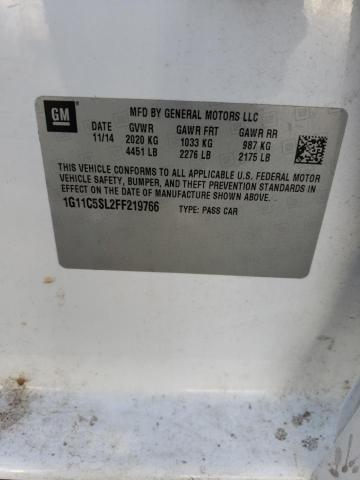 GM
MFD BY GENERAL MOTORS LLC
DATE GVWR GAWR FRT GAWR RR
11/14 2020 KG 1033 KG 987 KG
4451 LB 2276 LB 2175 LB
THIS VEHICLE CONFORMS TO ALL APPLICABLE U.S. FEDERAL MOTOR
VEHICLE SAFETY, BUMPER, AND THEFT PREVENTION STANDARDS IN
EFFECT ON THE DATE OF MANUFACTURE SHOWN ABOVE.
1G11C5SL2FF219766 TYPE: PASS CAR